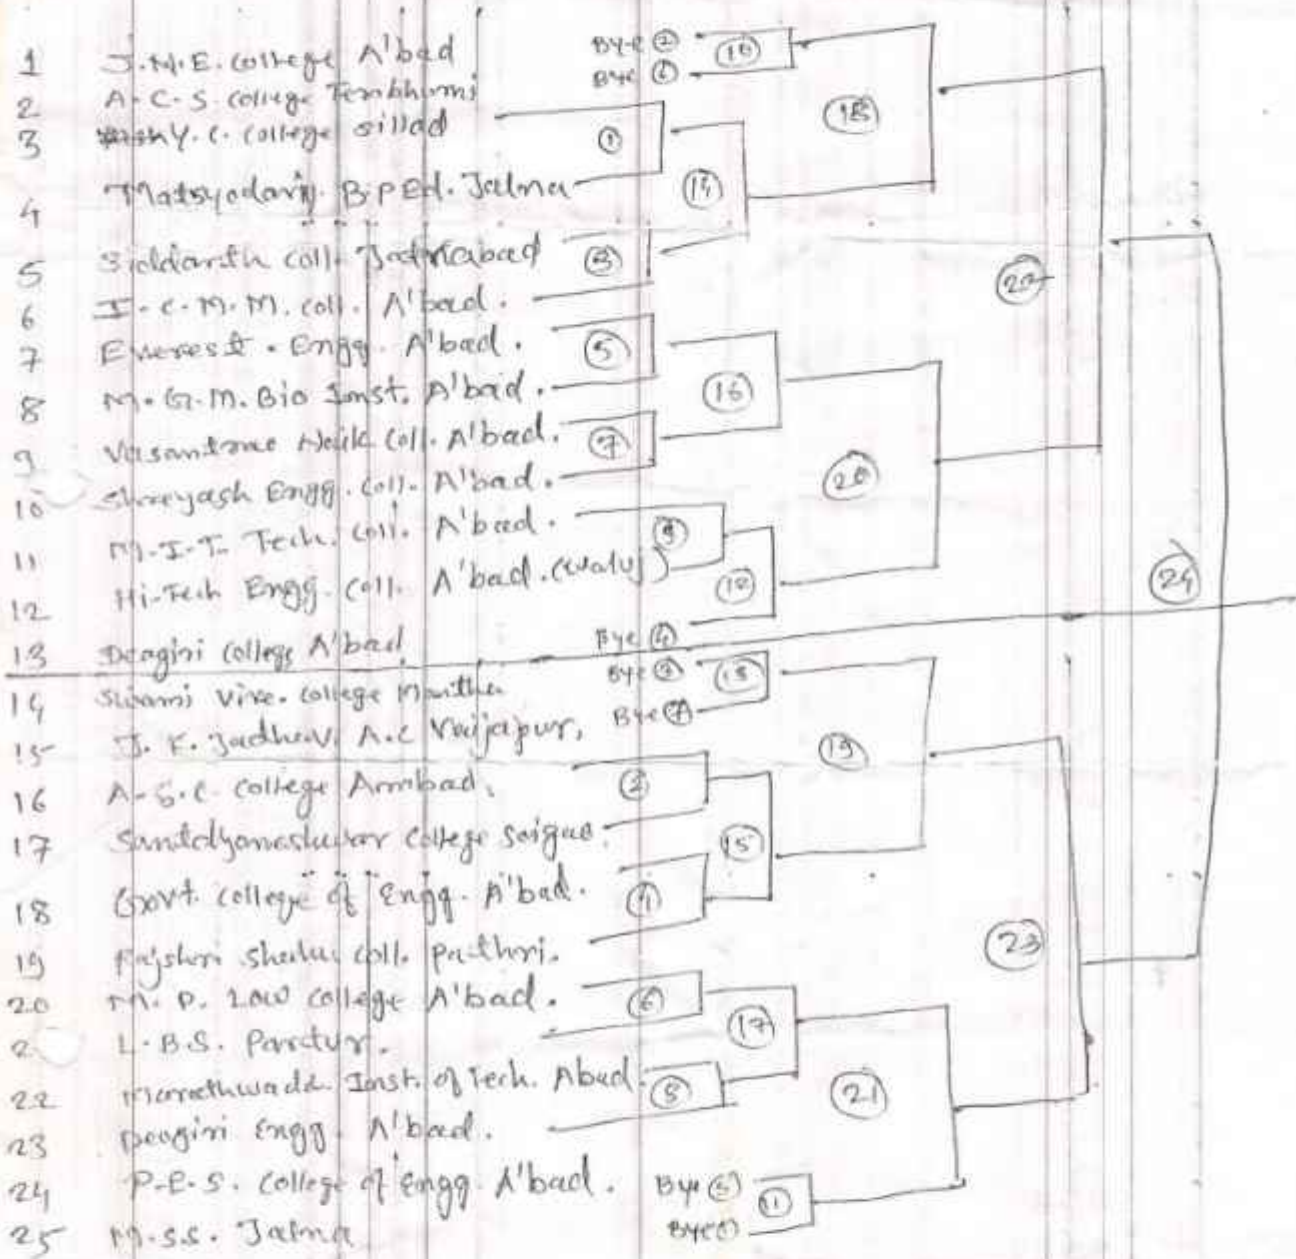 1 J.N.E. college A'bad Bye ② ⑩
2 A.C.S. college Tembhurni Bye ⑥
3 Y.C. college sillod ① ⑱
4 Matsyodari B.P.Ed. Jalna ⑭
5 Siddarth coll. Jafrabad ③
6 I.C.M.M. coll. A'bad. ㉒
7 Everest. Engg. A'bad. ⑤
8 M.G.M. Bio Inst. A'bad. ⑯
9 Vasantrao Naik Coll. A'bad. ⑦
10 Shreyash Engg. Coll. A'bad. ⑳
11 M.I.T. Tech. Coll. A'bad. ⑨
12 Hi-Tech Engg. Coll. A'bad. (Waluj) ⑫ ㉔
13 Deogiri College A'bad Bye ④
14 Swami Vive. college Mantha Bye ③ ⑬
15 J.K. Jadhav A.C Vaijapur, Bye
16 A.S.C. College Ambad. ② ⑲
17 Santdyaneshwar College Soigao. ⑮
18 Govt. college of Engg. A'bad. ④
19 Rajshri Shahu Coll. Pathri. ㉓
20 M.P. Law College A'bad. ⑥
2 L.B.S. Partur. ⑰
22 Marathwada Inst. of Tech. Abad. ⑧
23 Deogiri Engg. A'bad. ㉑
24 P.E.S. College of Engg. A'bad. Bye ⑤ ⑪
25 M.S.S. Jalna Bye ①